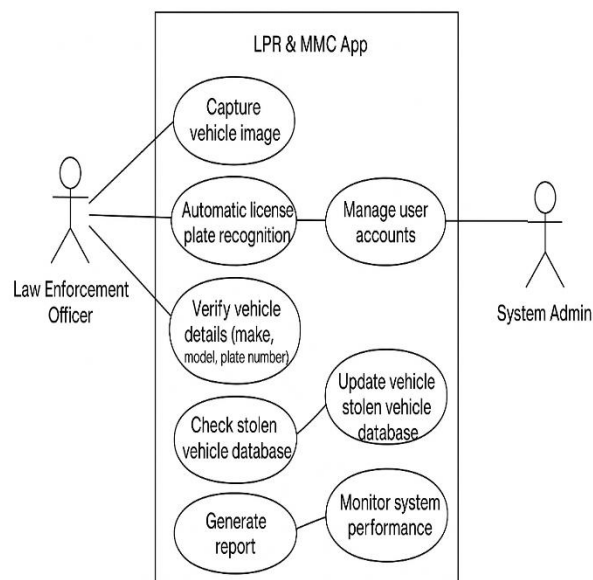 LPR & MMC App
Capture
vehicle image
Automatic license
plate recognition
Manage user
accounts
Law Enforcement
Officer
System Admin
Verify vehicle
details (make,
model, plate number)
Update vehicle
stolen vehicle
database
Check stolen
vehicle database
Monitor system
performance
Generate
report